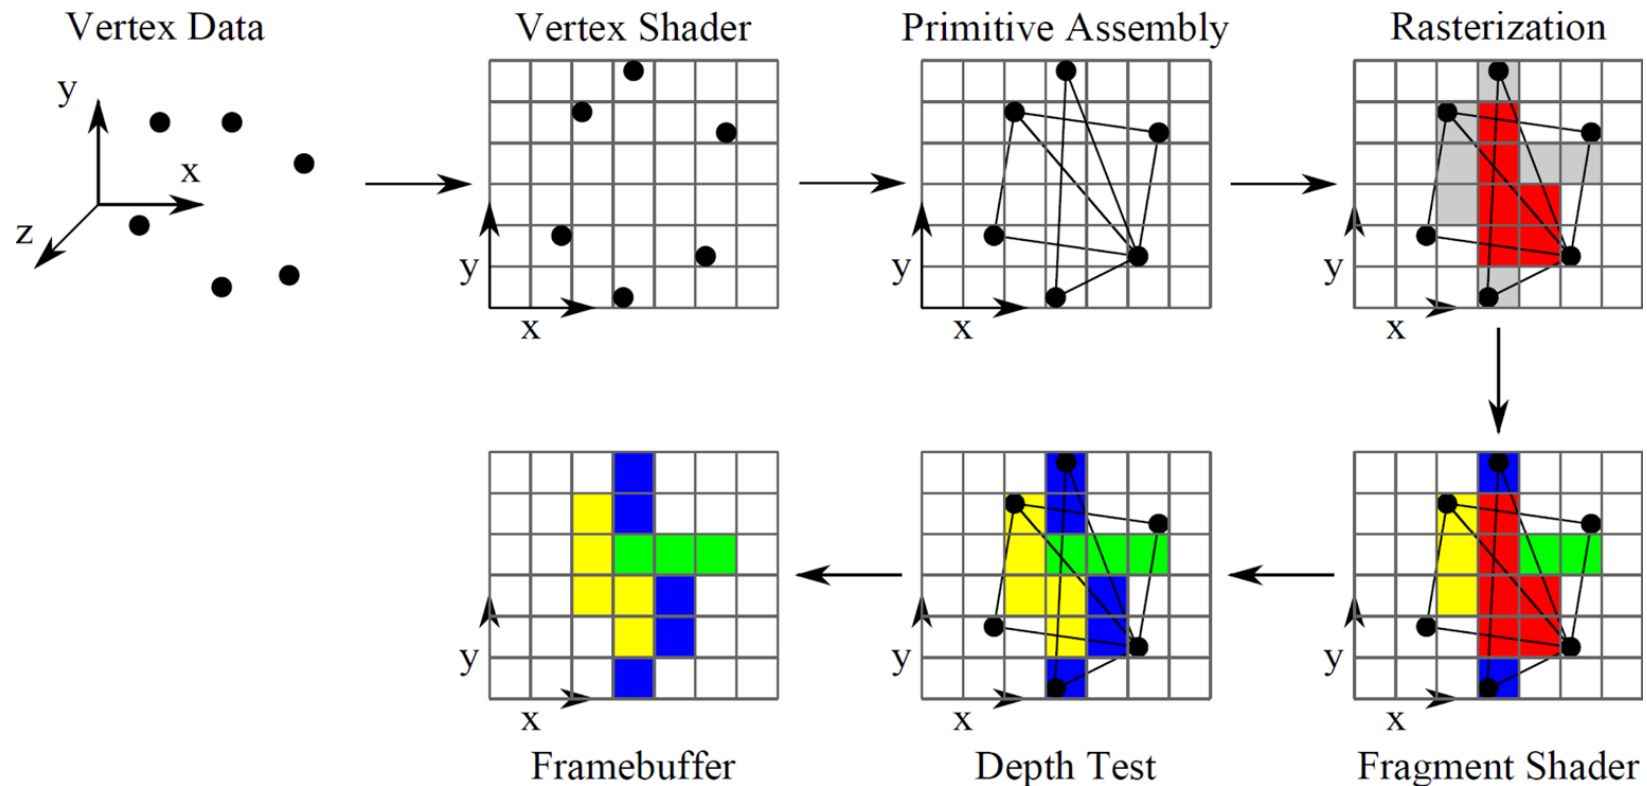 Vertex Data
y
x
z
Vertex Shader
y
x
Primitive Assembly
y
x
Rasterization
y
x
Framebuffer
y
x
Depth Test
y
x
Fragment Shader
y
x